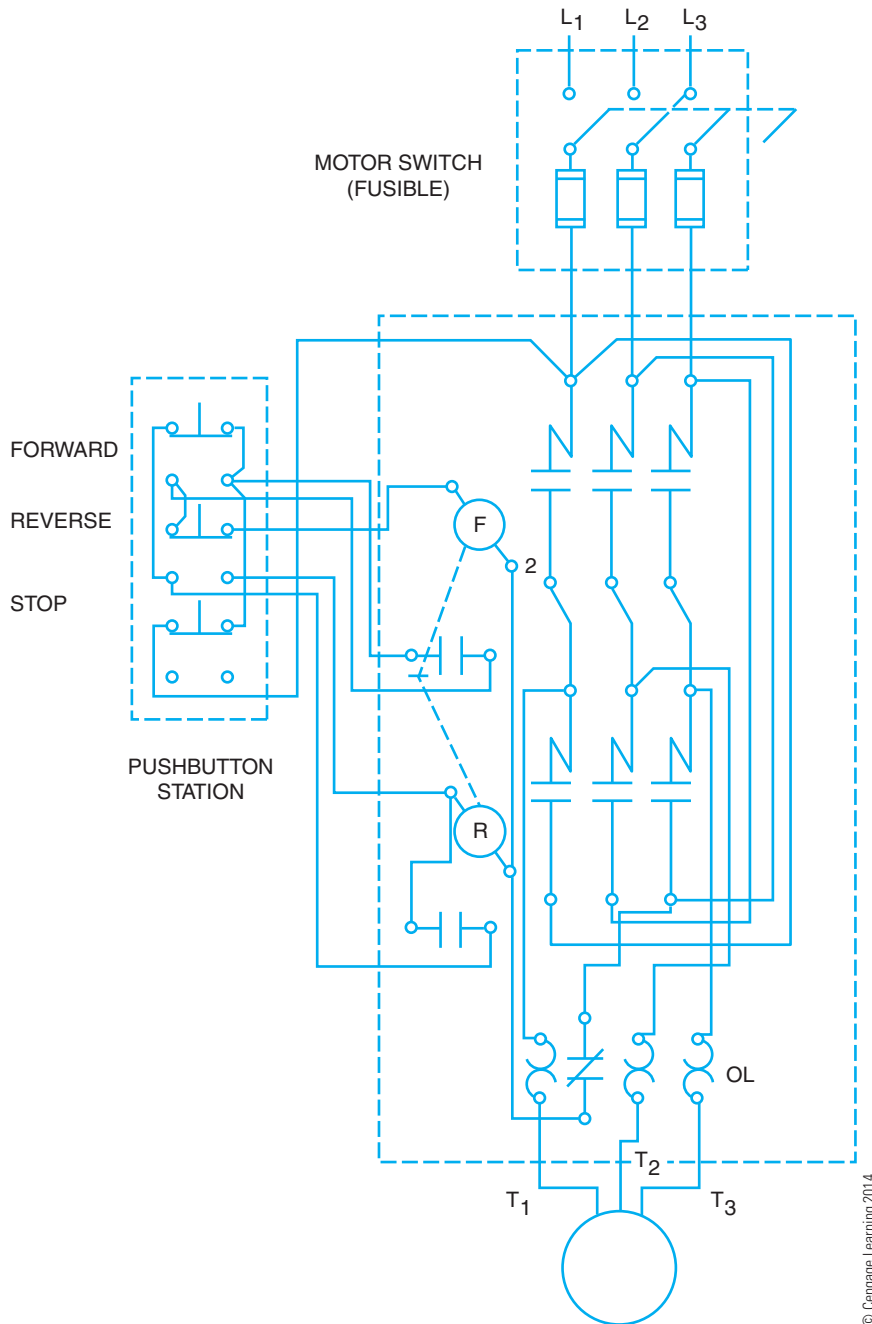 L1 L2 L3
MOTOR SWITCH
(FUSIBLE)
FORWARD
REVERSE
STOP
F
2
PUSHBUTTON
STATION
R
OL
T1
T2
T3
© Cengage Learning 2014